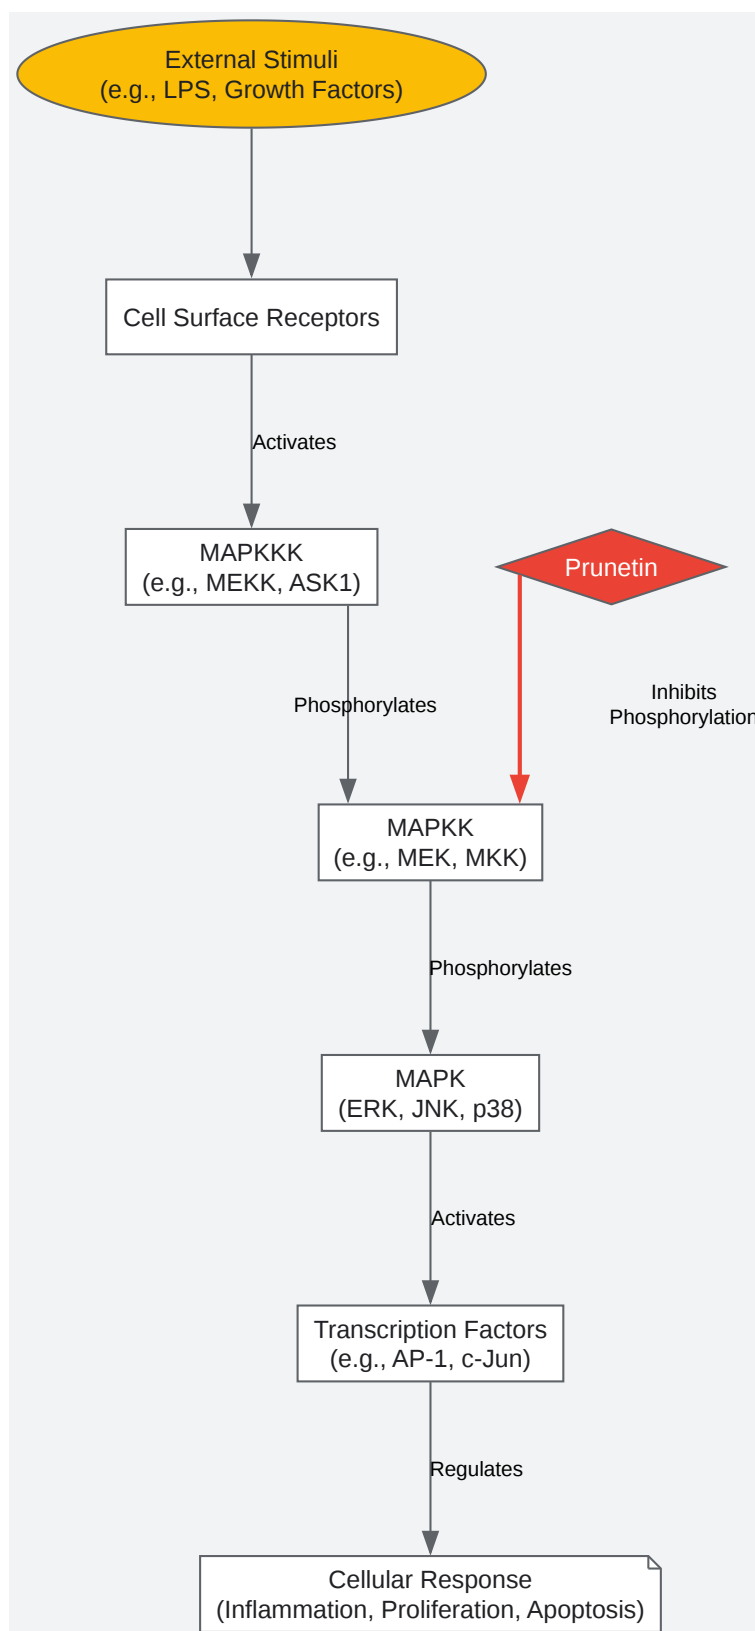 External Stimuli
(e.g., LPS, Growth Factors)
Cell Surface Receptors
Activates
MAPKKK
(e.g., MEKK, ASK1)
Prunetin
Phosphorylates
Inhibits
Phosphorylation
MAPKK
(e.g., MEK, MKK)
Phosphorylates
MAPK
(ERK, JNK, p38)
Activates
Transcription Factors
(e.g., AP-1, c-Jun)
Regulates
Cellular Response
(Inflammation, Proliferation, Apoptosis)